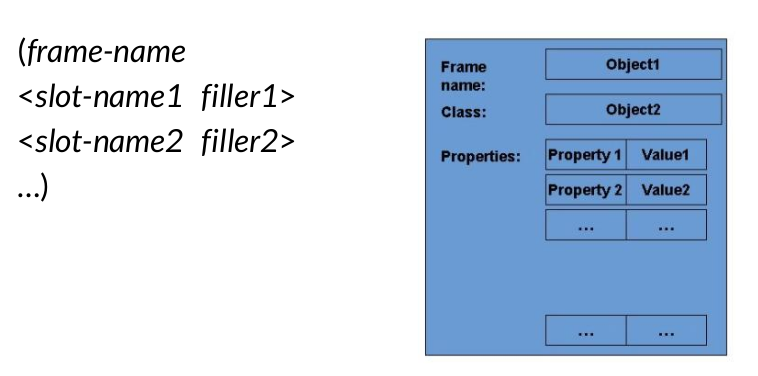 (frame-name
<slot-name1 filler1>
<slot-name2 filler2>
...)
Frame name: Object1
Class: Object2
Properties: Property 1 Value1
Property 2 Value2
... ...
... ...